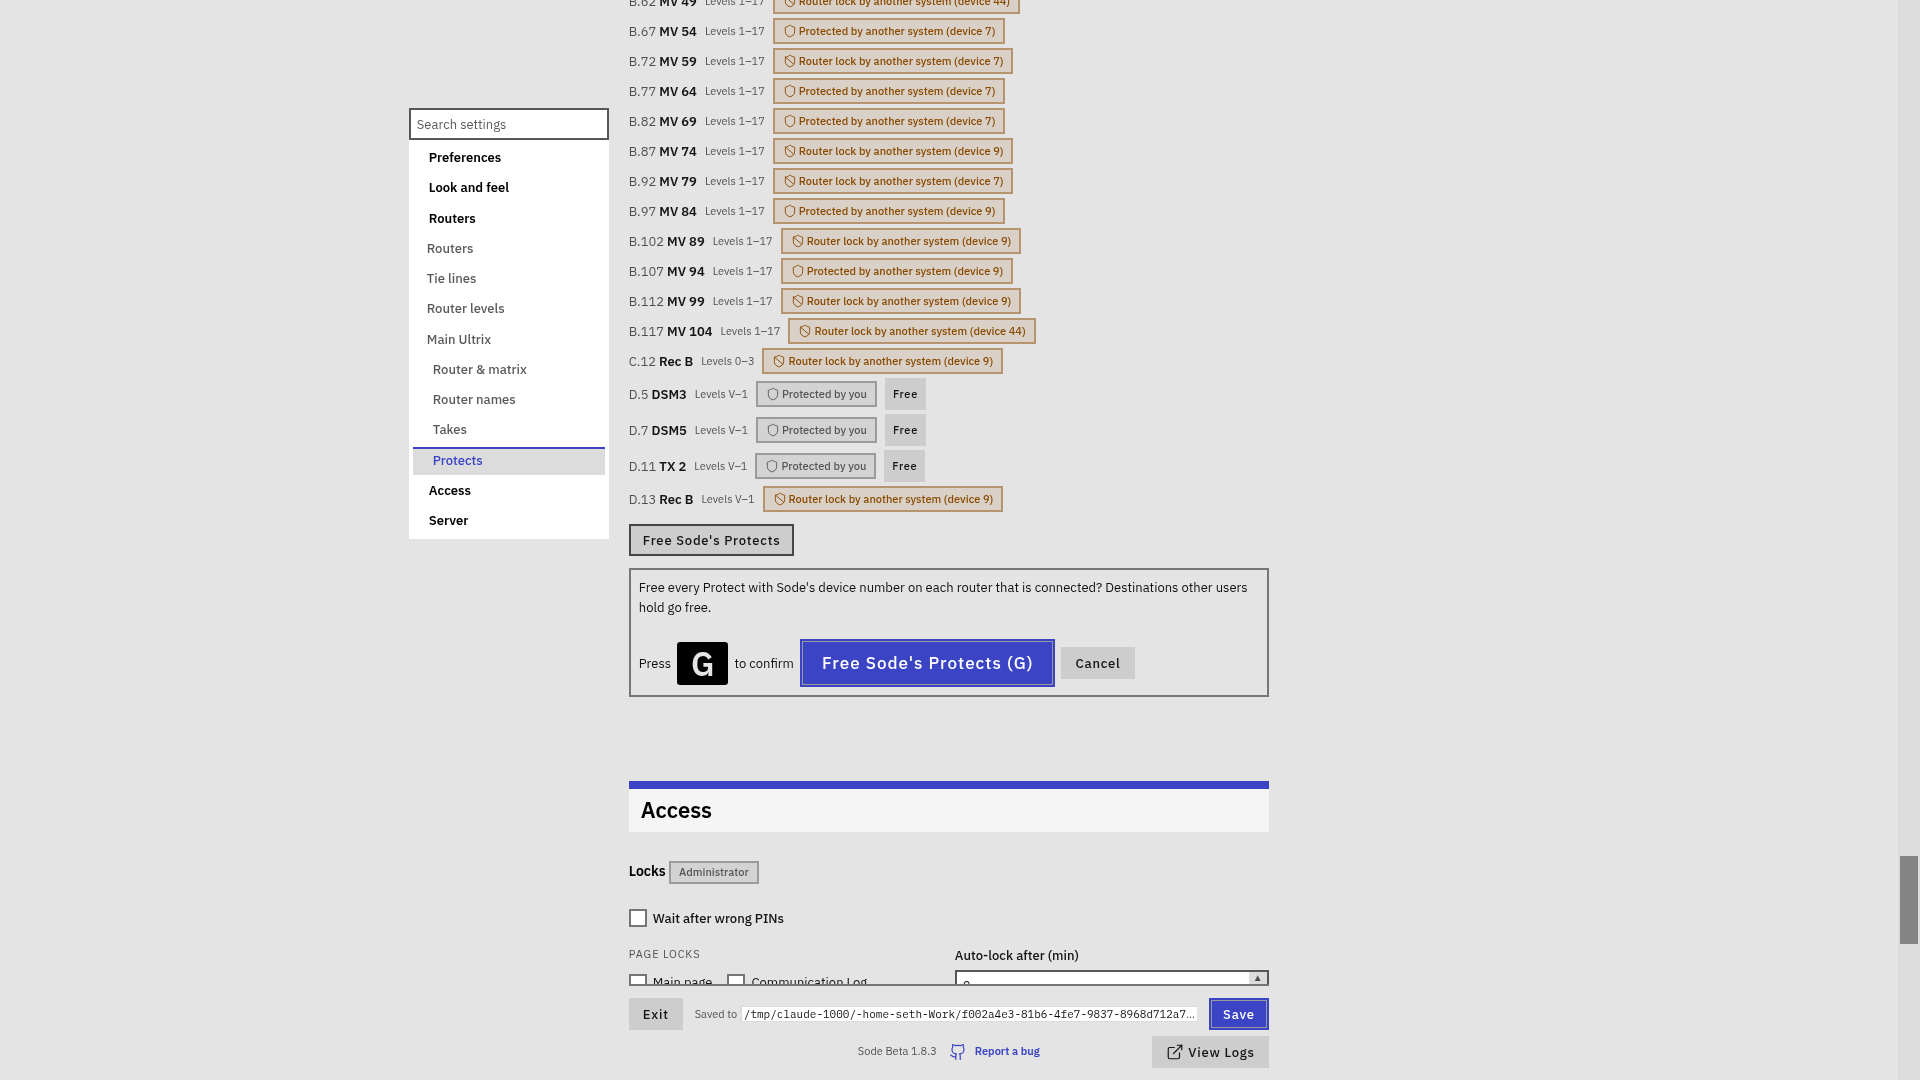 B.62 MV 49 Levels 1–17 Router lock by another system (device 44)
B.67 MV 54 Levels 1–17 Protected by another system (device 7)
B.72 MV 59 Levels 1–17 Router lock by another system (device 7)
B.77 MV 64 Levels 1–17 Protected by another system (device 7)
B.82 MV 69 Levels 1–17 Protected by another system (device 7)
B.87 MV 74 Levels 1–17 Router lock by another system (device 9)
B.92 MV 79 Levels 1–17 Router lock by another system (device 7)
B.97 MV 84 Levels 1–17 Protected by another system (device 9)
B.102 MV 89 Levels 1–17 Router lock by another system (device 9)
B.107 MV 94 Levels 1–17 Protected by another system (device 9)
B.112 MV 99 Levels 1–17 Router lock by another system (device 9)
B.117 MV 104 Levels 1–17 Router lock by another system (device 44)
C.12 Rec B Levels 0–3 Router lock by another system (device 9)
D.5 DSM3 Levels V–1 Protected by you Free
D.7 DSM5 Levels V–1 Protected by you Free
D.11 TX 2 Levels V–1 Protected by you Free
D.13 Rec B Levels V–1 Router lock by another system (device 9)
Search settings
Preferences
Look and feel
Routers
Routers
Tie lines
Router levels
Main Ultrix
Router & matrix
Router names
Takes
Protects
Access
Server
Free Sode's Protects
Free every Protect with Sode's device number on each router that is connected? Destinations other users
hold go free.
Press G to confirm Free Sode's Protects (G) Cancel
Access
Locks Administrator
Wait after wrong PINs
PAGE LOCKS
Auto-lock after (min)
Main page Communication Log
Exit Saved to /tmp/claude-1000/-home-seth-Work/f002a4e3-81b6-4fe7-9837-8968d712a7… Save
Sode Beta 1.8.3 Report a bug View Logs